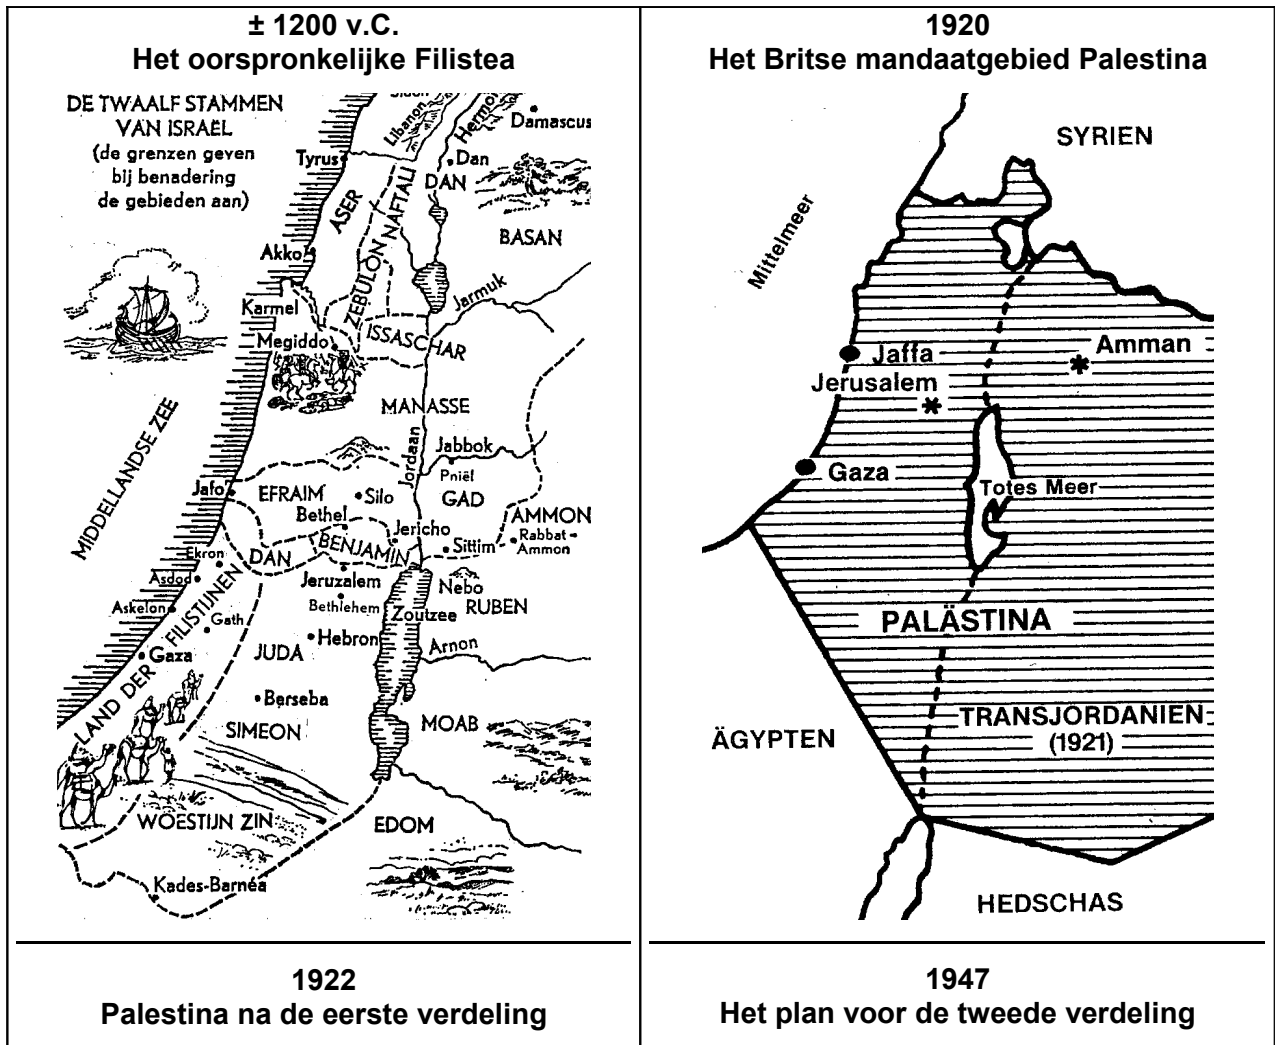 ± 1200 v.C.
Het oorspronkelijke Filistea
DE TWAALF STAMMEN
VAN ISRAËL
(de grenzen geven
bij benadering
de gebieden aan)
Libanon
Hermon
Damascus
Tyrus
Dan
DAN
ASER
NAFTALI
BASAN
Akko
ZEBULON
Karmel
Jarmuk
Megiddo
ISSASCHAR
MANASSE
MIDDELLANDSE ZEE
Jordaan
Jabbok
Pniël
Jafo
EFRAIM
Silo
GAD
Bethel
Jericho
AMMON
Rabbat-
Ammon
Ekron
DAN
BENJAMIN
Sittim
Asdod
Jeruzalem
Nebo
Askelon
Bethlehem
Zoutzee
RUBEN
Gath
LAND DER FILISTIJNEN
Hebron
Arnon
Gaza
JUDA
Berseba
SIMEON
MOAB
WOESTIJN ZIN
EDOM
Kades-Barnéa
1920
Het Britse mandaatgebied Palestina
SYRIEN
Mittelmeer
Jaffa
Amman
Jerusalem
Gaza
Totes Meer
PALÄSTINA
TRANSJORDANIEN
(1921)
ÄGYPTEN
HEDSCHAS
1922
Palestina na de eerste verdeling
1947
Het plan voor de tweede verdeling